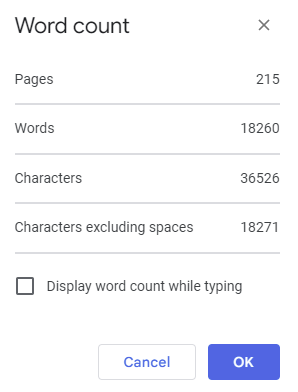 Word count
Pages 215
Words 18260
Characters 36526
Characters excluding spaces 18271
Display word count while typing
Cancel OK